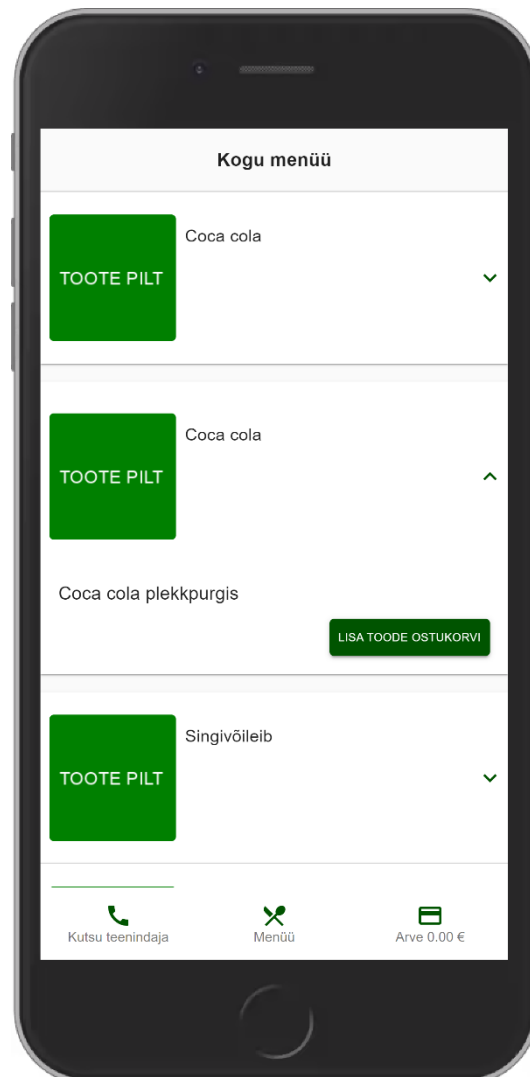 Kogu menüü
Coca cola
TOOTE PILT
Coca cola
TOOTE PILT
Coca cola plekkpurgis
LISA TOODE OSTUKORVI
Singivõileib
TOOTE PILT
Kutsu teenindaja
Menüü
Arve 0.00 €